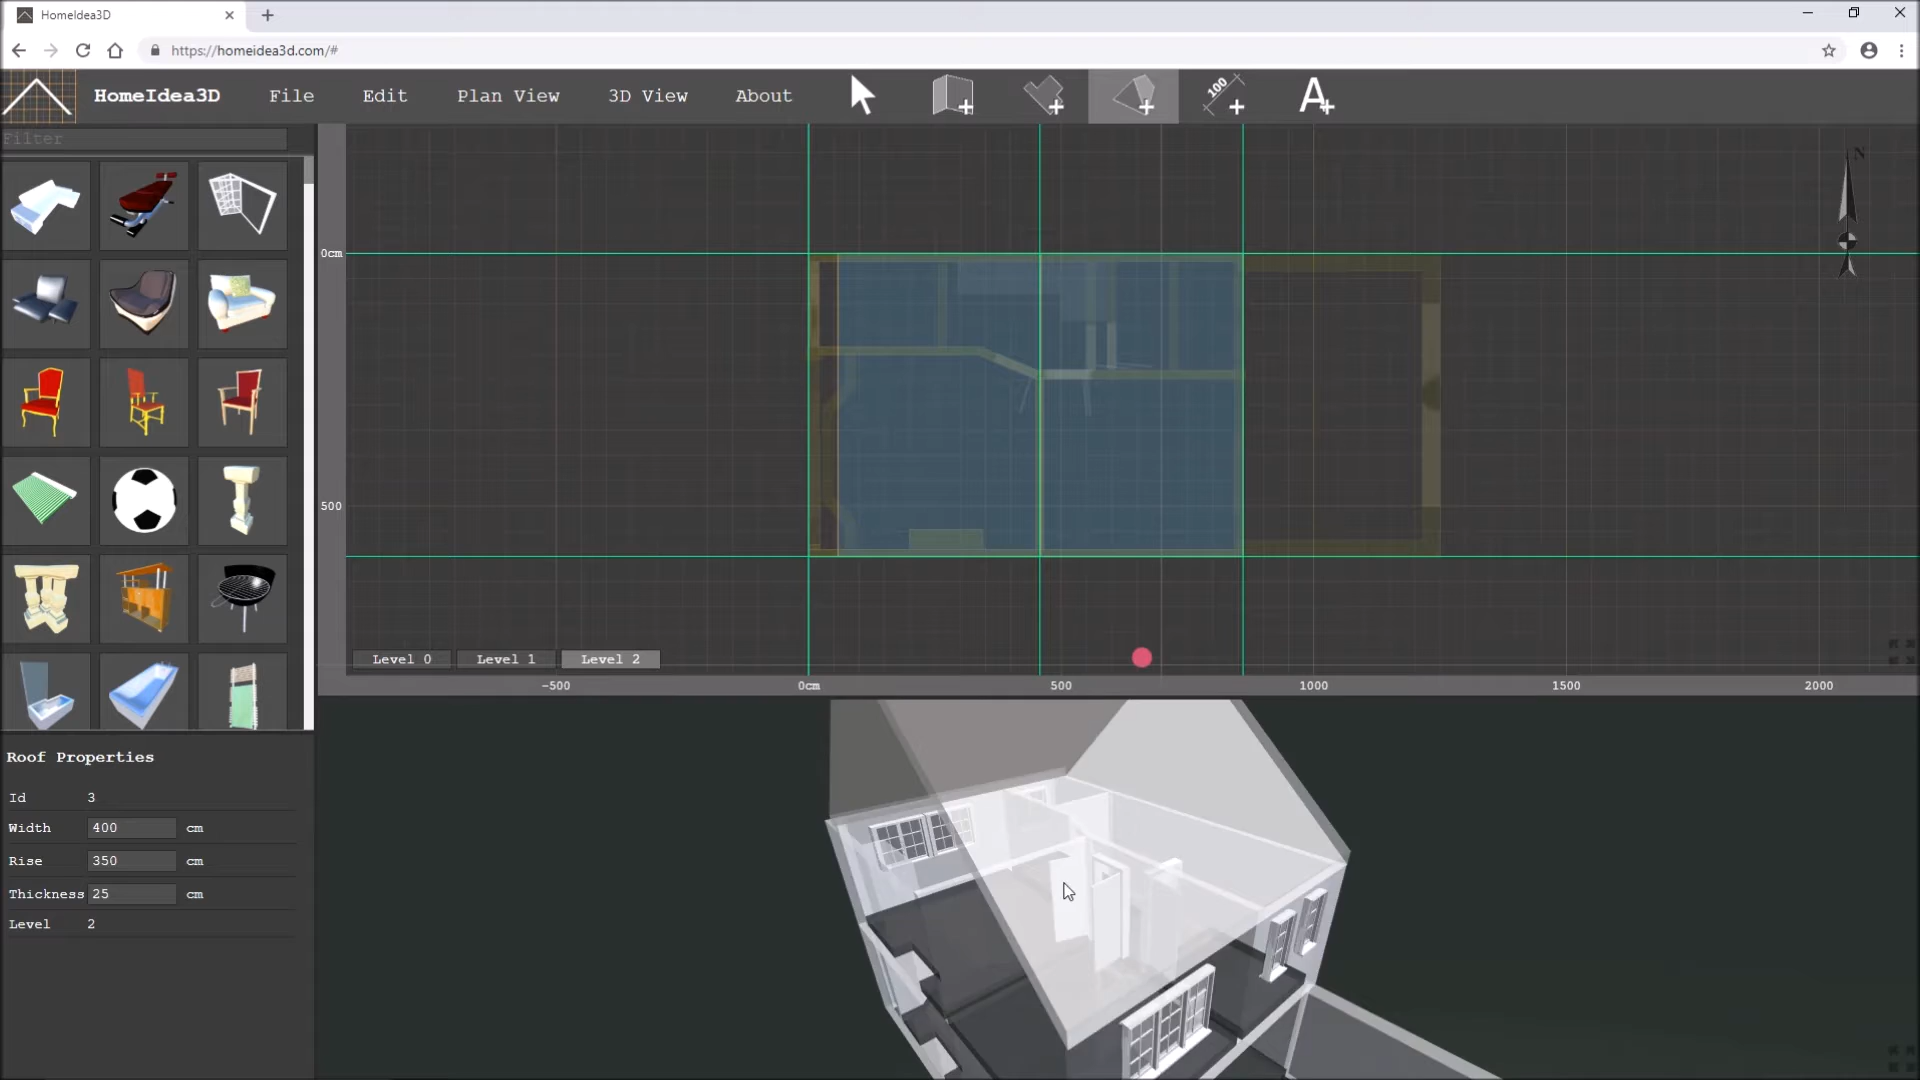 HomeIdea3D
https://homeidea3d.com/#
HomeIdea3D File Edit Plan View 3D View About
100
A
Filter
N
0cm
500
Level 0 Level 1 Level 2
-500 0cm 500 1000 1500 2000
Roof Properties
Id 3
Width 400 cm
Rise 350 cm
Thickness 25 cm
Level 2